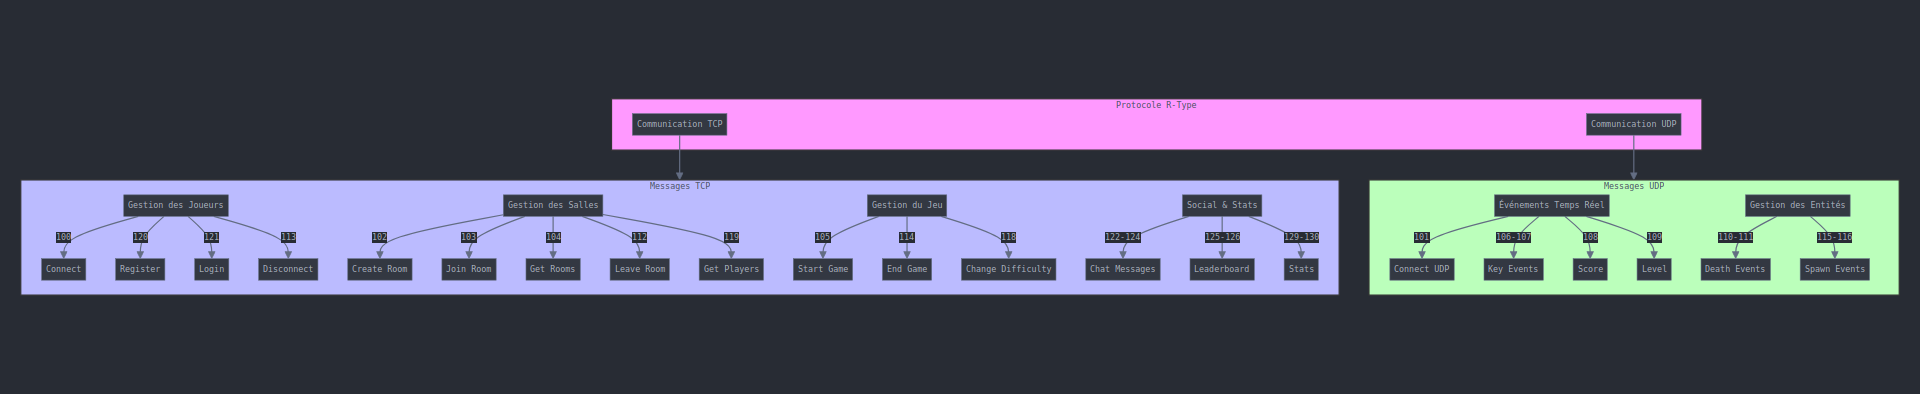 Protocole R-Type
Communication TCP
Communication UDP
Messages TCP
Messages UDP
Gestion des Joueurs
Gestion des Salles
Gestion du Jeu
Social & Stats
Événements Temps Réel
Gestion des Entités
100
120
121
113
102
103
104
112
119
105
114
118
122-124
125-126
129-130
101
106-107
108
109
110-111
115-116
Connect
Register
Login
Disconnect
Create Room
Join Room
Get Rooms
Leave Room
Get Players
Start Game
End Game
Change Difficulty
Chat Messages
Leaderboard
Stats
Connect UDP
Key Events
Score
Level
Death Events
Spawn Events